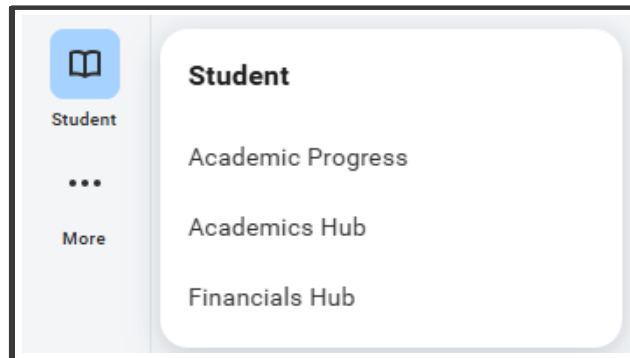 Student
More
Student
Academic Progress
Academics Hub
Financials Hub